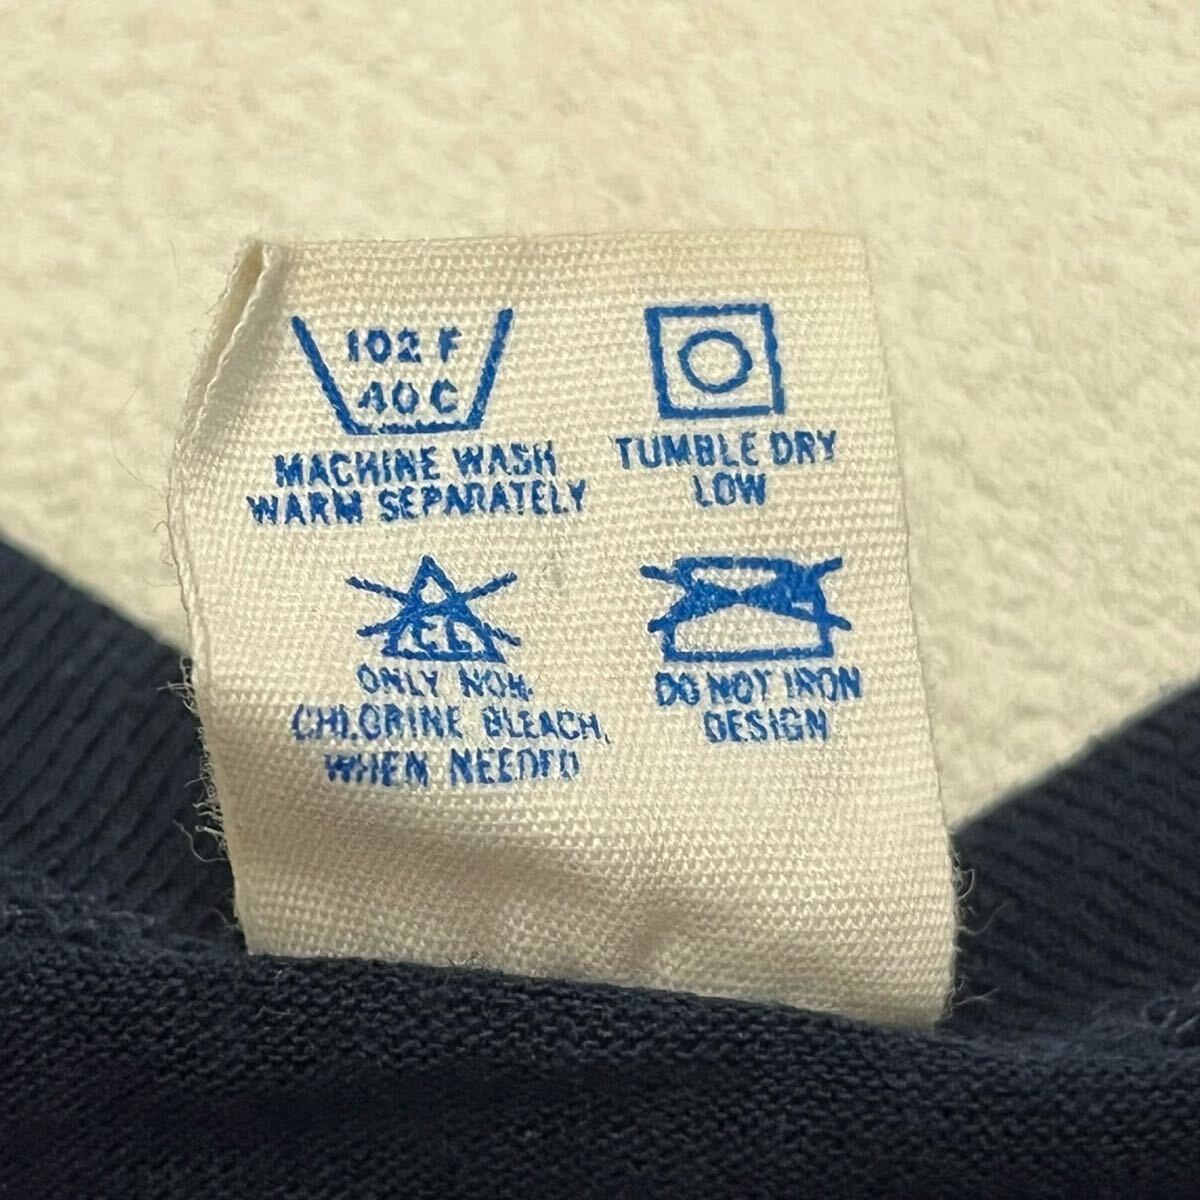 102 F
40 C
MACHINE WASH
WARM SEPARATELY
TUMBLE DRY
LOW
CL
ONLY NON-
CHLORINE BLEACH,
WHEN NEEDED
DO NOT IRON
DESIGN